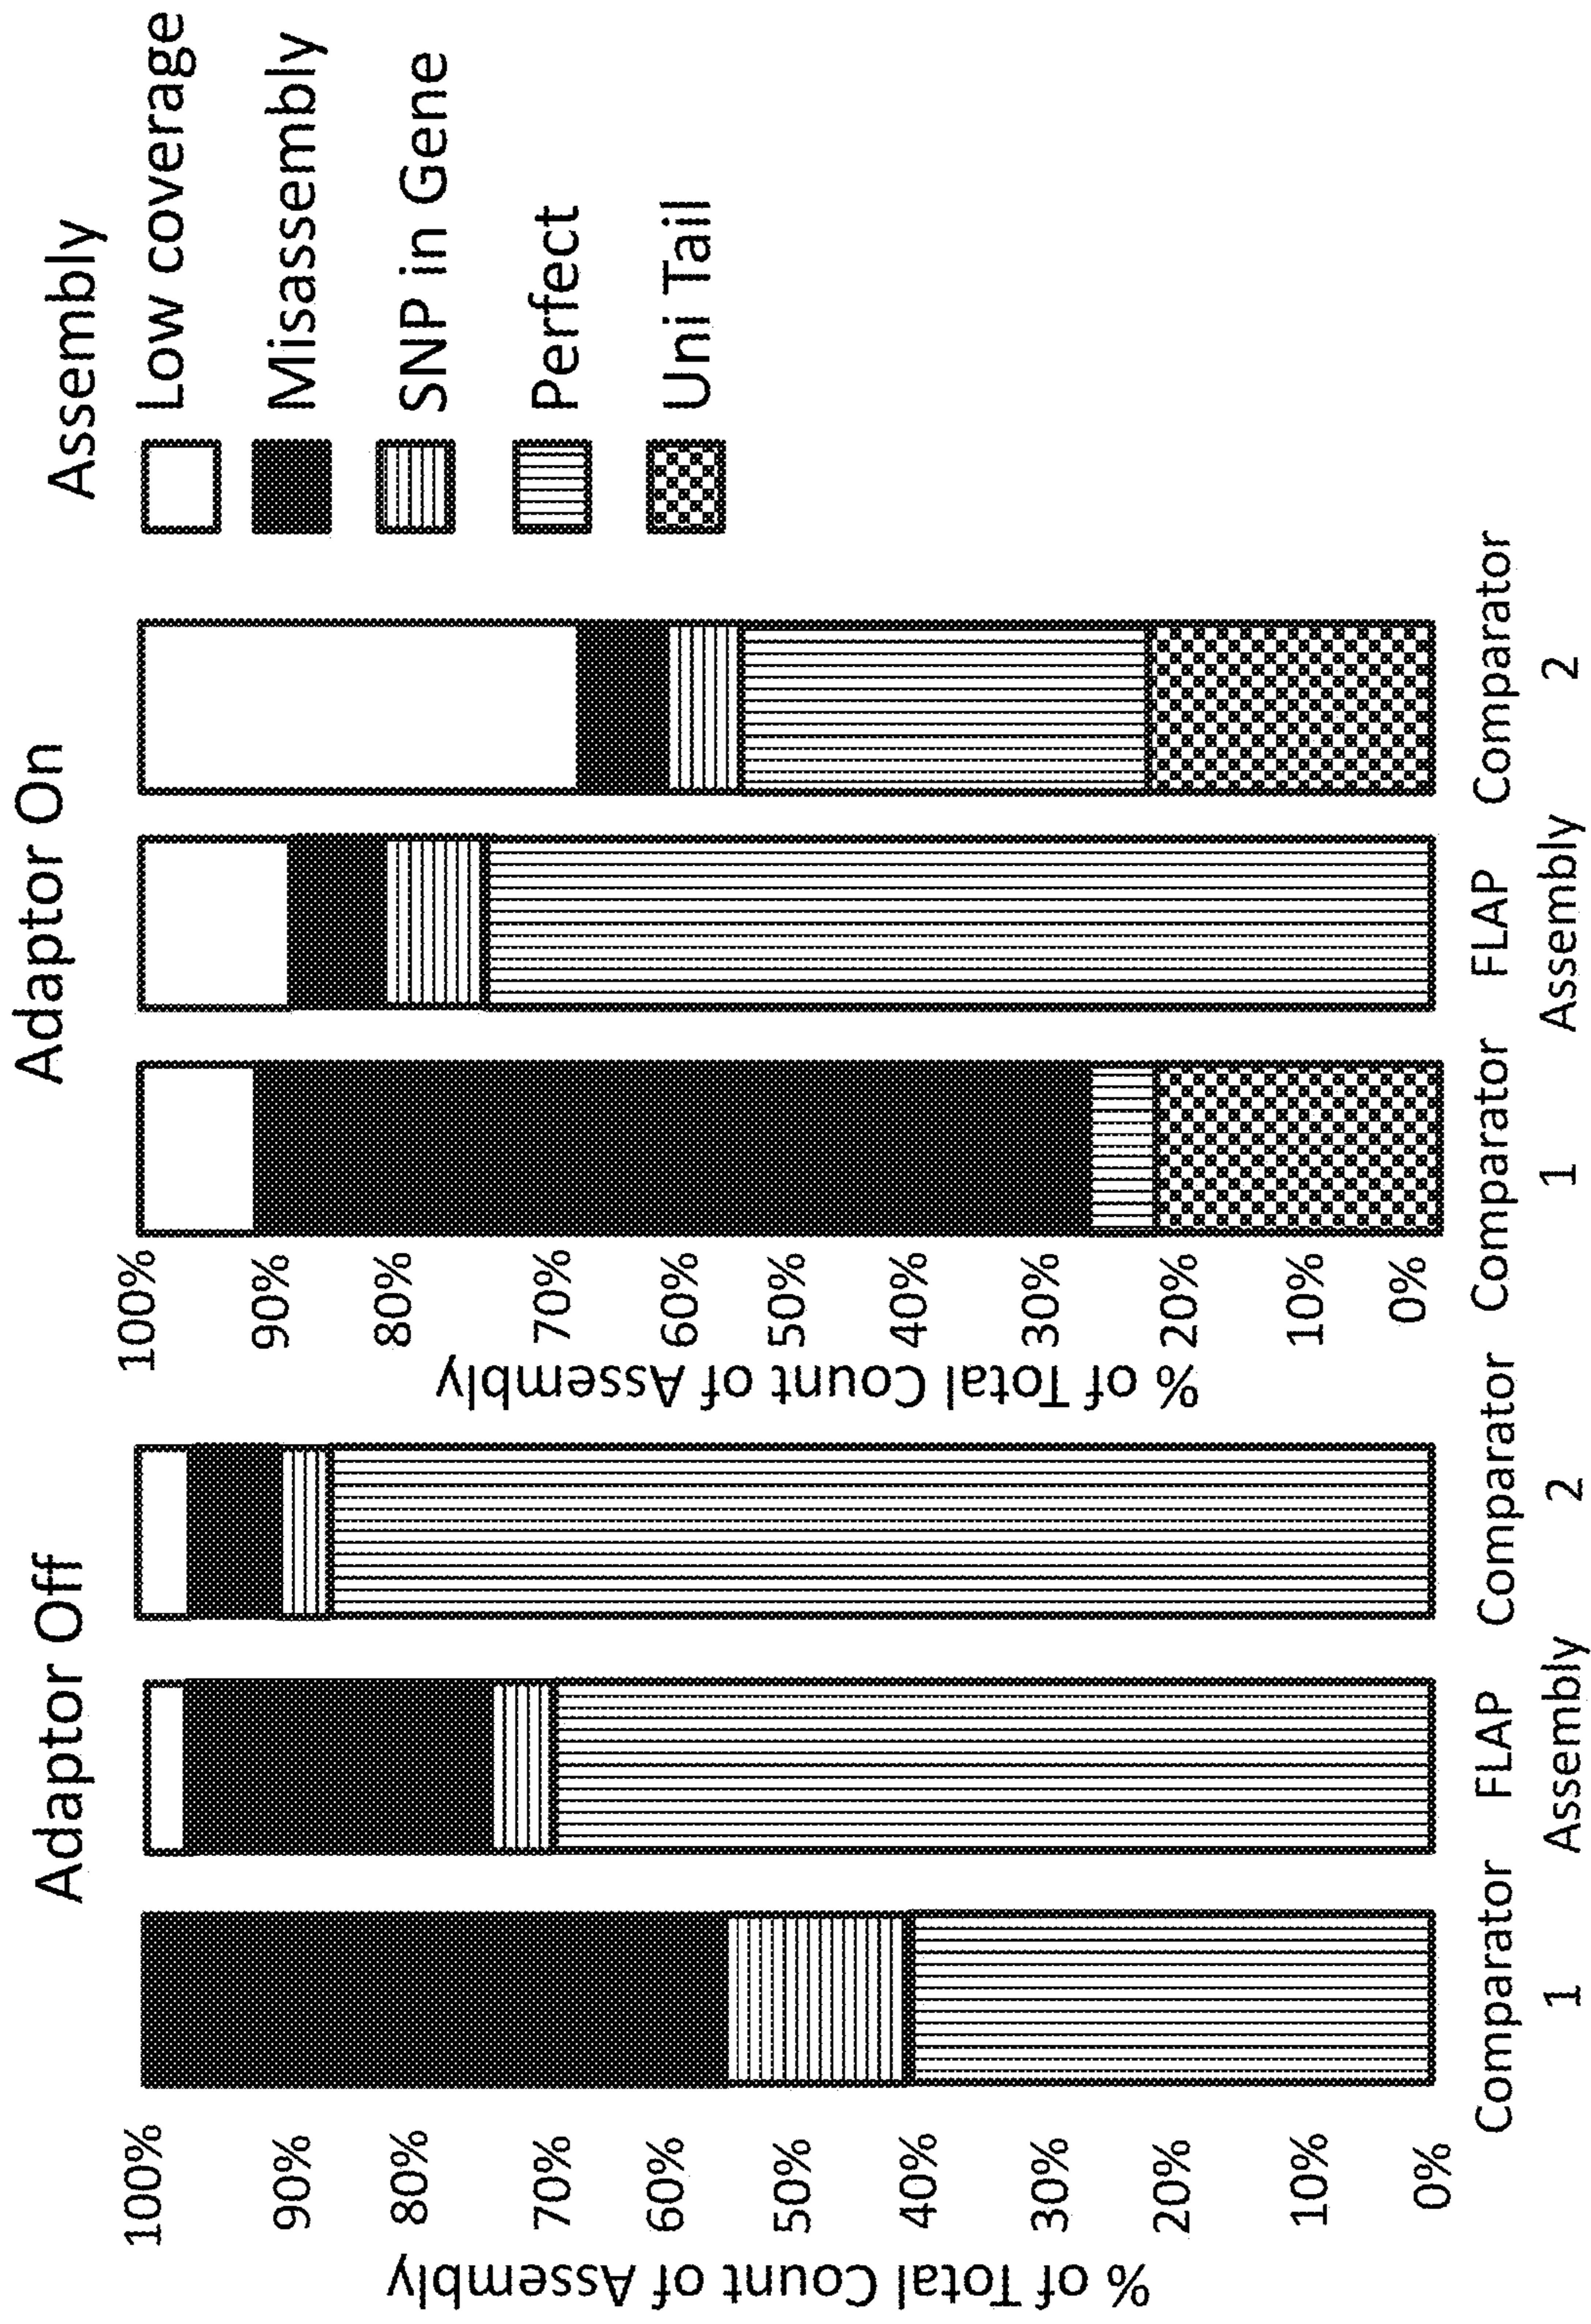 Adaptor Off
% of Total Count of Assembly
100%
90%
80%
70%
60%
50%
40%
30%
20%
10%
0%
Comparator 1
FLAP Assembly
Comparator 2
Adaptor On
% of Total Count of Assembly
100%
90%
80%
70%
60%
50%
40%
30%
20%
10%
0%
Comparator 1
FLAP Assembly
Comparator 2
Assembly
Low coverage
Misassembly
SNP in Gene
Perfect
Uni Tail